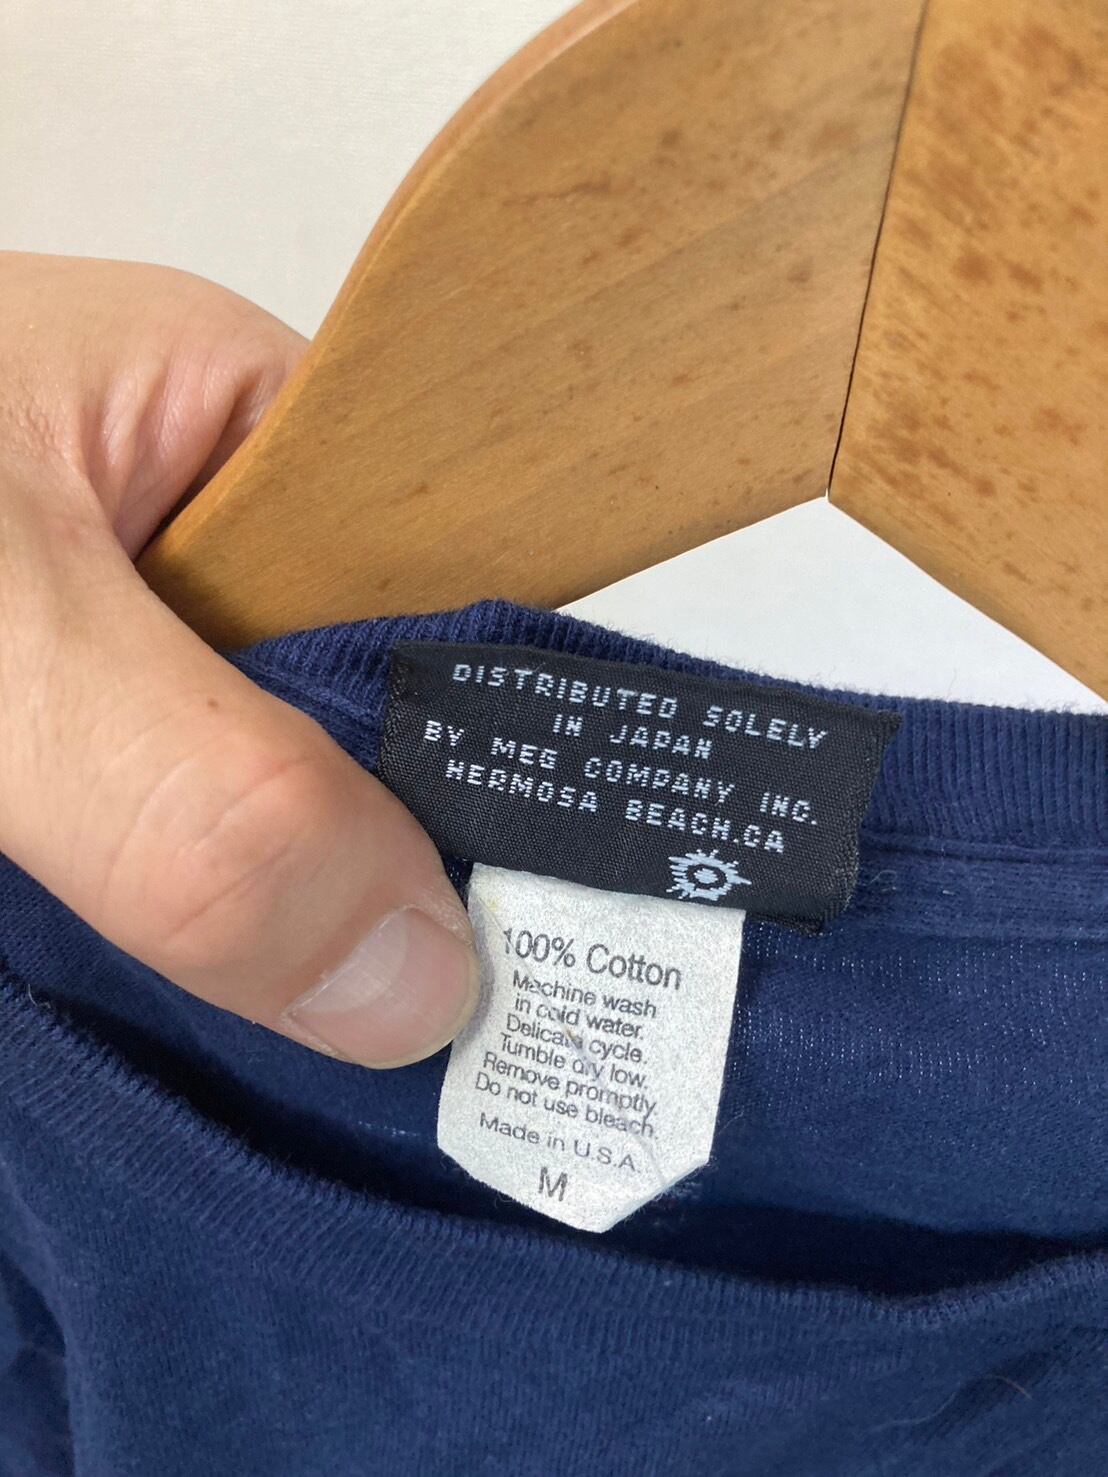 DISTRIBUTED SOLELY
IN JAPAN
BY MEG COMPANY INC.
HERMOSA BEACH.CA
100% Cotton
Machine wash
in cold water.
Delicate cycle.
Tumble dry low.
Remove promptly.
Do not use bleach.
Made in U.S.A.
M